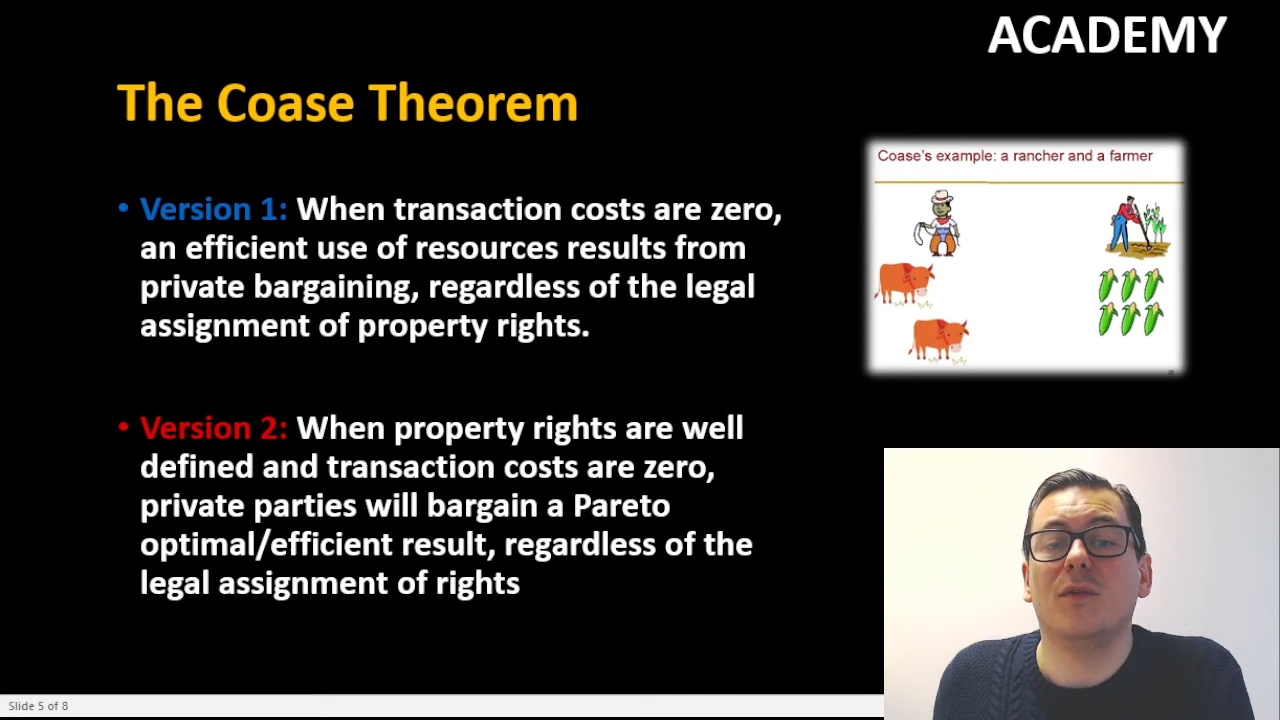 ACADEMY
The Coase Theorem
• Version 1: When transaction costs are zero,
an efficient use of resources results from
private bargaining, regardless of the legal
assignment of property rights.
• Version 2: When property rights are well
defined and transaction costs are zero,
private parties will bargain a Pareto
optimal/efficient result, regardless of the
legal assignment of rights
Coase's example: a rancher and a farmer
Slide 5 of 8